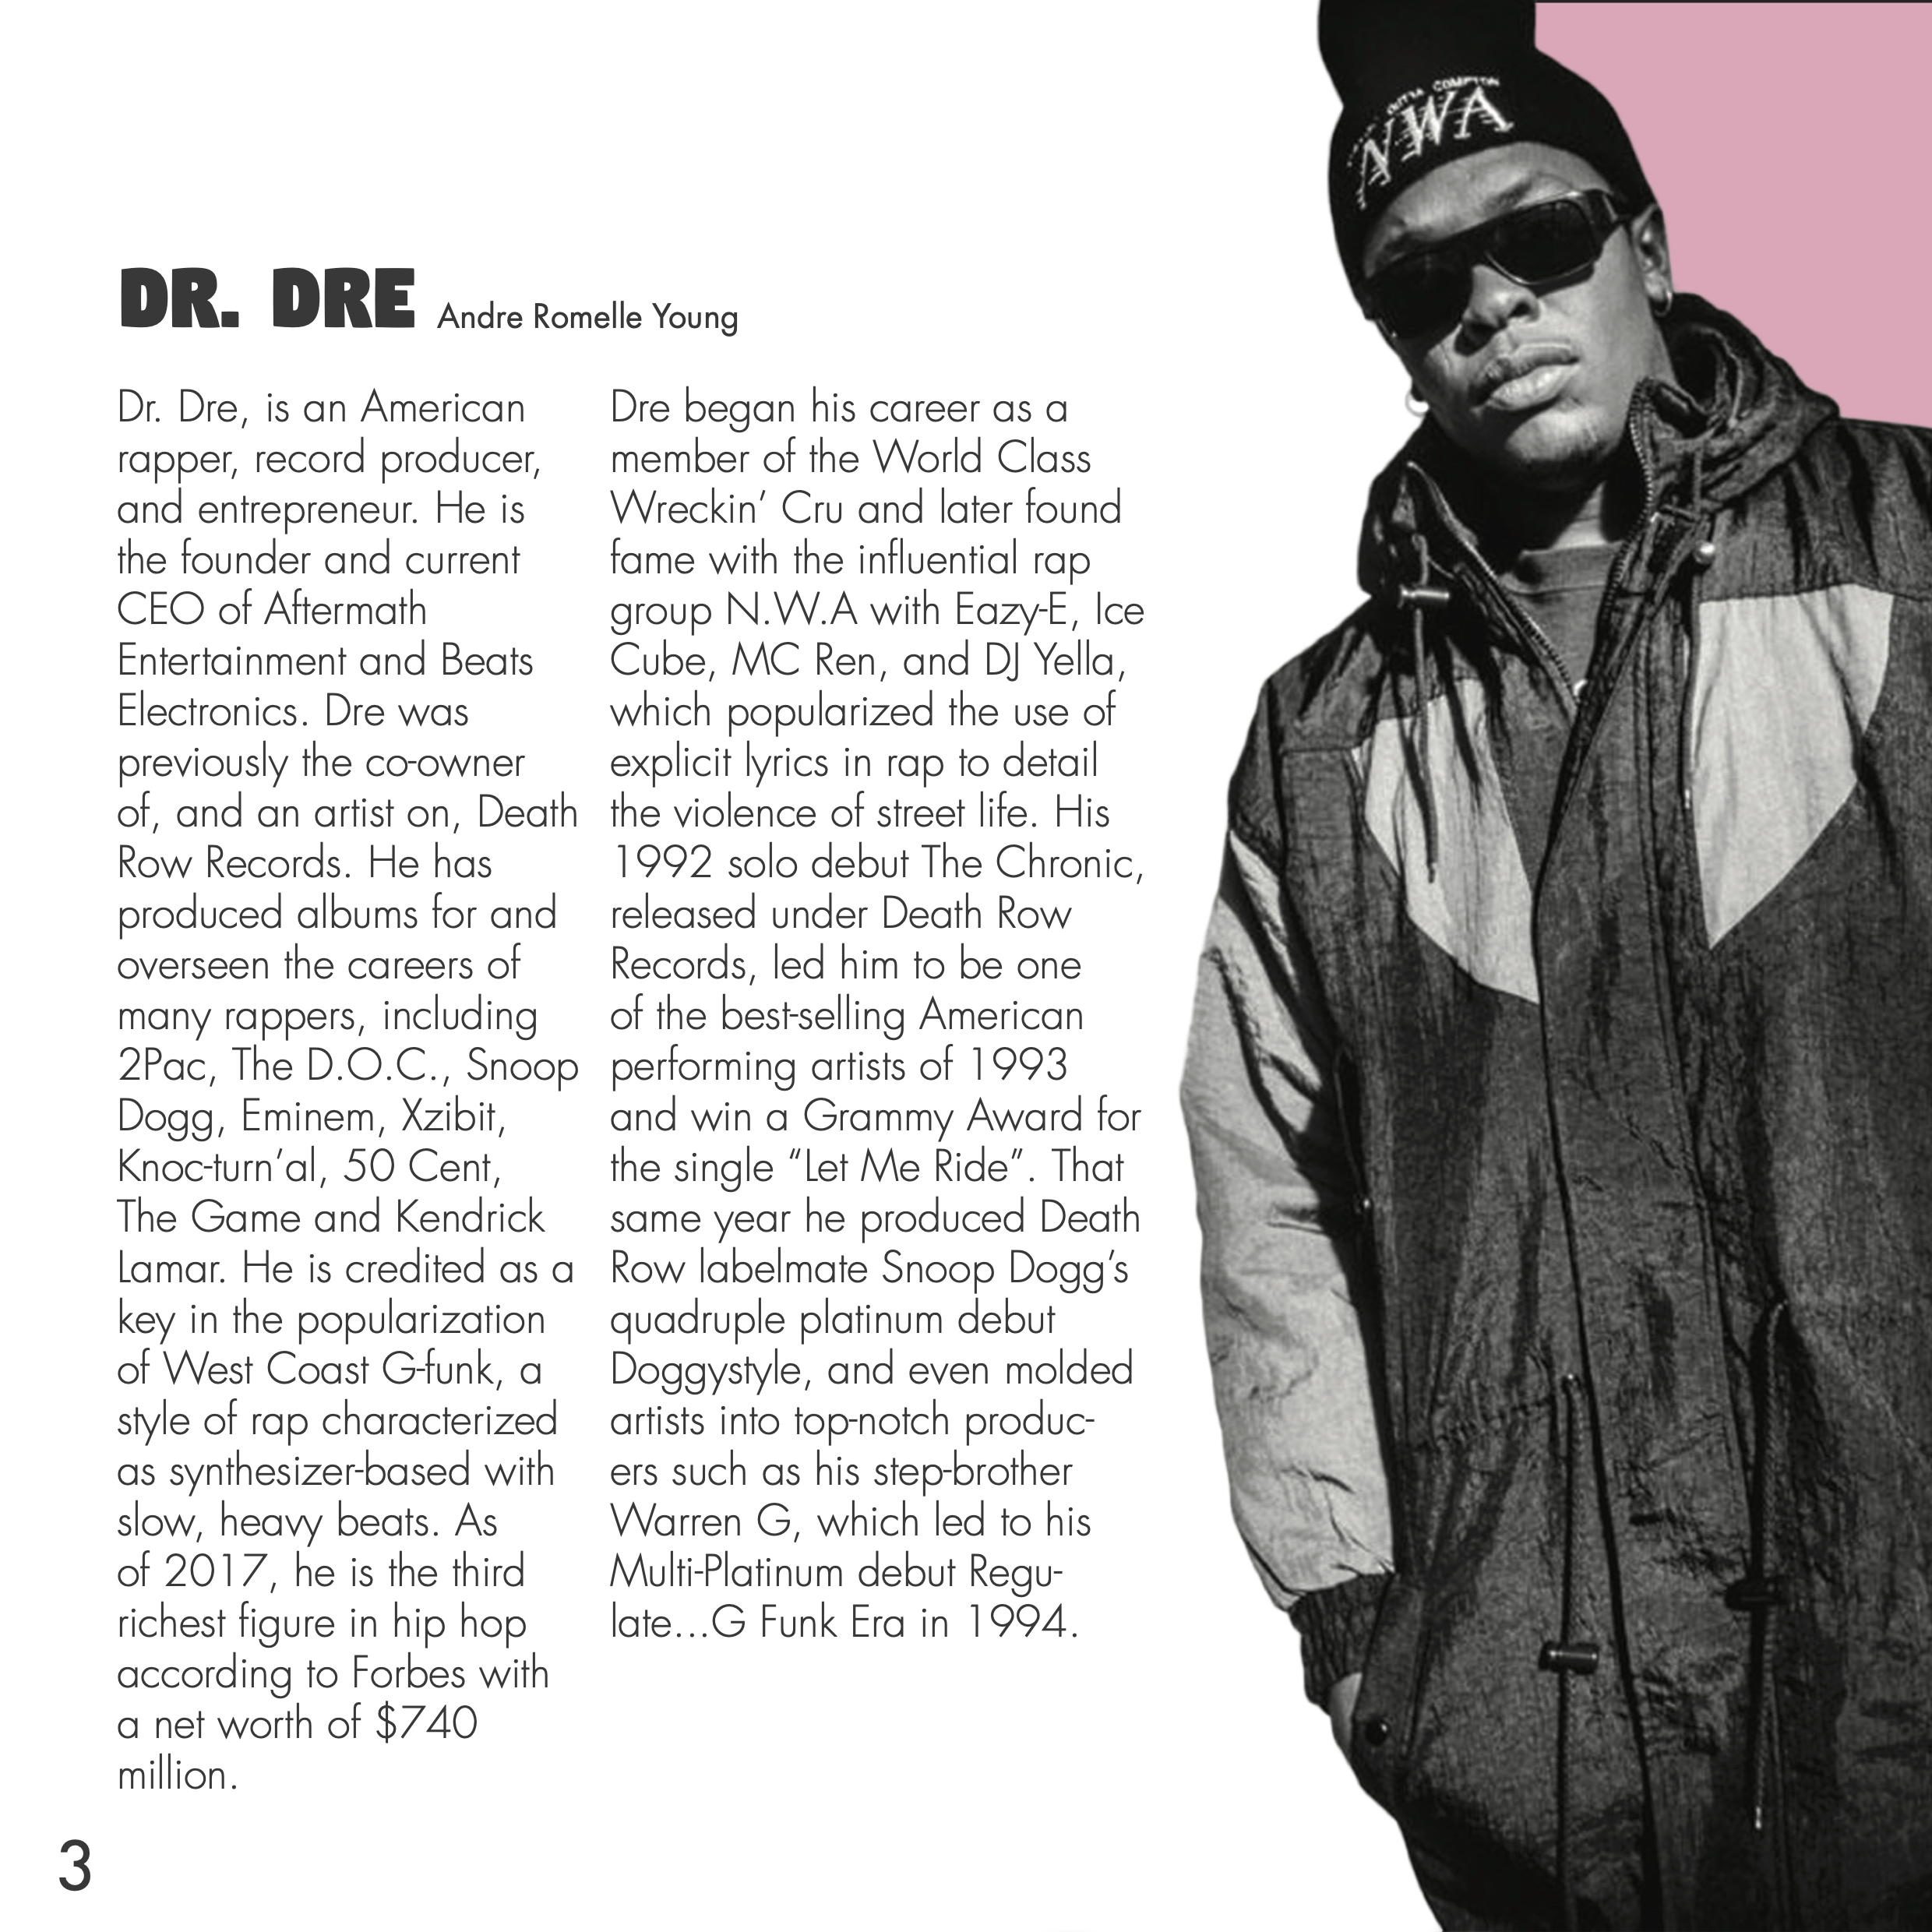 OUTTA COMPTON
NWA
DR. DRE Andre Romelle Young
Dr. Dre, is an American
rapper, record producer,
and entrepreneur. He is
the founder and current
CEO of Aftermath
Entertainment and Beats
Electronics. Dre was
previously the co-owner
of, and an artist on, Death
Row Records. He has
produced albums for and
overseen the careers of
many rappers, including
2Pac, The D.O.C., Snoop
Dogg, Eminem, Xzibit,
Knoc-turn’al, 50 Cent,
The Game and Kendrick
Lamar. He is credited as a
key in the popularization
of West Coast G-funk, a
style of rap characterized
as synthesizer-based with
slow, heavy beats. As
of 2017, he is the third
richest figure in hip hop
according to Forbes with
a net worth of $740
million.
Dre began his career as a
member of the World Class
Wreckin’ Cru and later found
fame with the influential rap
group N.W.A with Eazy-E, Ice
Cube, MC Ren, and DJ Yella,
which popularized the use of
explicit lyrics in rap to detail
the violence of street life. His
1992 solo debut The Chronic,
released under Death Row
Records, led him to be one
of the best-selling American
performing artists of 1993
and win a Grammy Award for
the single “Let Me Ride”. That
same year he produced Death
Row labelmate Snoop Dogg’s
quadruple platinum debut
Doggystyle, and even molded
artists into top-notch produc-
ers such as his step-brother
Warren G, which led to his
Multi-Platinum debut Regu-
late...G Funk Era in 1994.
3